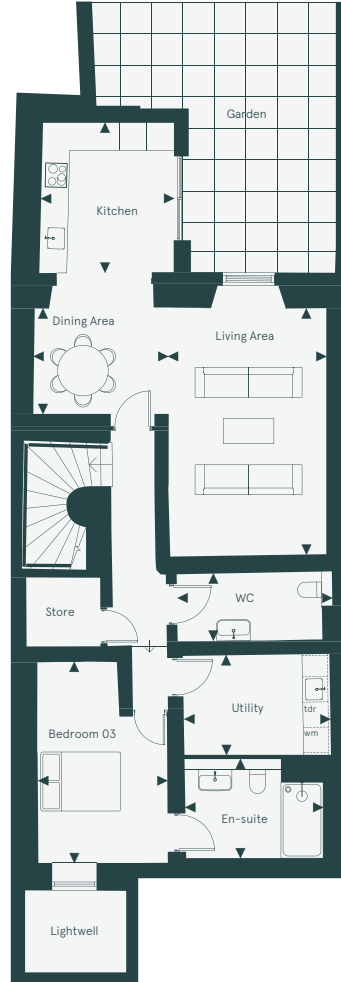 Garden
Kitchen
Dining Area
Living Area
WC
Store
Utility
tdr
wm
Bedroom 03
En-suite
Lightwell